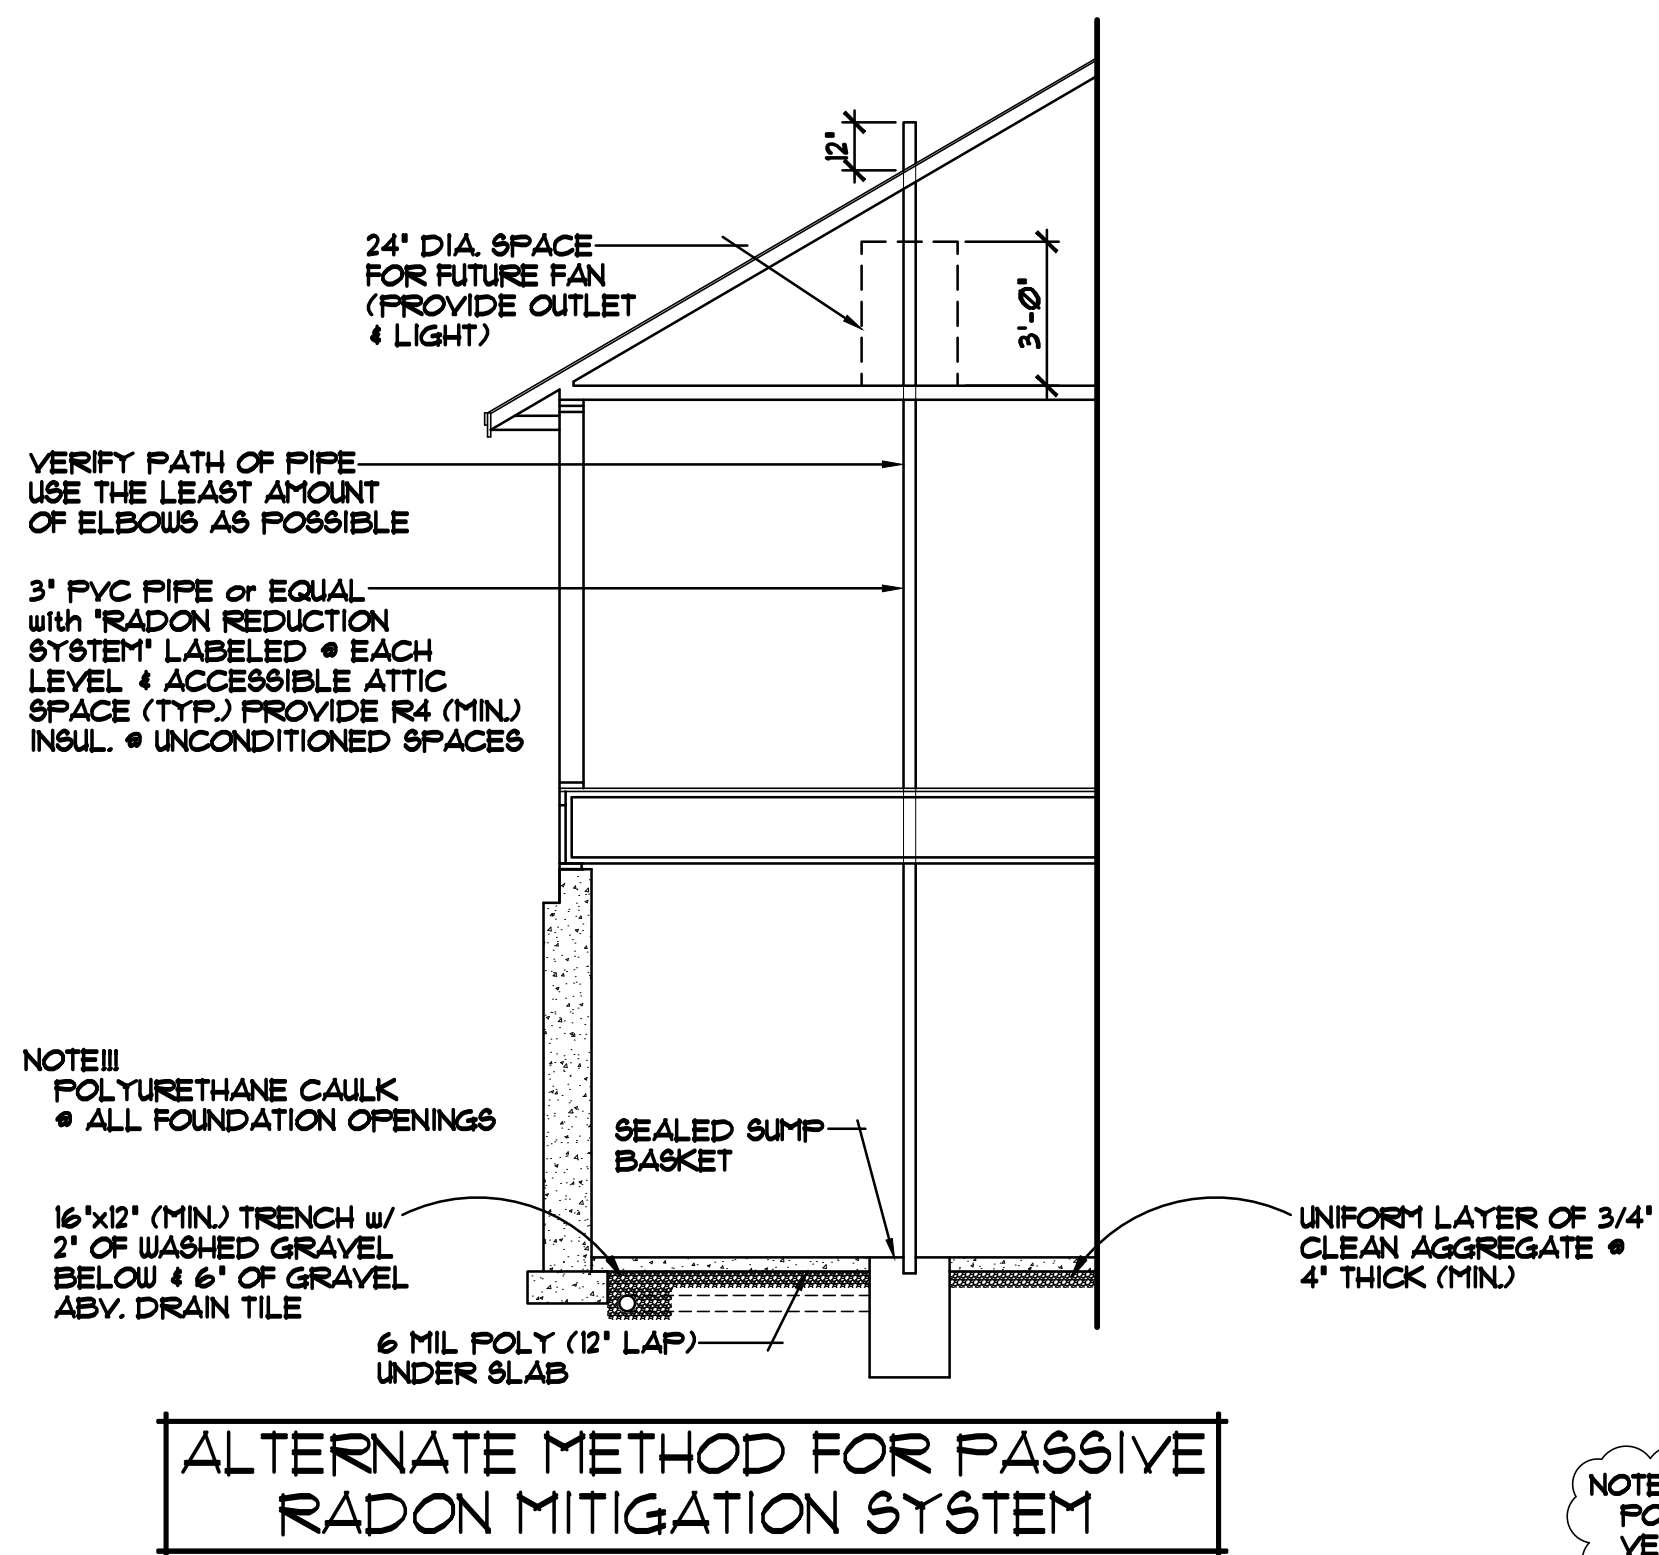 12"
24" DIA. SPACE
FOR FUTURE FAN
(PROVIDE OUTLET
& LIGHT)
3'-0"
VERIFY PATH OF PIPE
USE THE LEAST AMOUNT
OF ELBOWS AS POSSIBLE
3" PVC PIPE or EQUAL
with "RADON REDUCTION
SYSTEM" LABELED @ EACH
LEVEL & ACCESSIBLE ATTIC
SPACE (TYP.) PROVIDE R4 (MIN.)
INSUL. @ UNCONDITIONED SPACES
NOTE!!!
POLYURETHANE CAULK
@ ALL FOUNDATION OPENINGS
SEALED SUMP
BASKET
16"x12" (MIN.) TRENCH w/
2" OF WASHED GRAVEL
BELOW & 6" OF GRAVEL
ABV. DRAIN TILE
UNIFORM LAYER OF 3/4"
CLEAN AGGREGATE @
4" THICK (MIN.)
6 MIL POLY (12" LAP)
UNDER SLAB
ALTERNATE METHOD FOR PASSIVE
RADON MITIGATION SYSTEM
NOTE